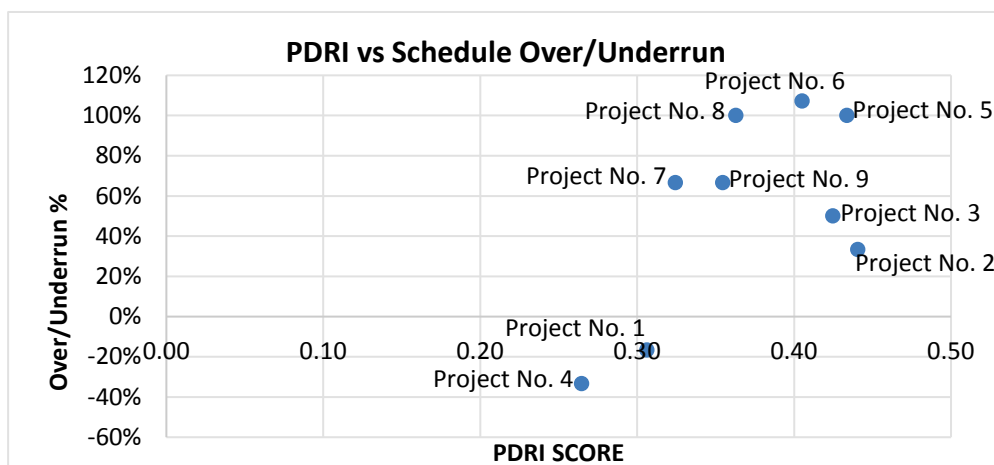 PDRI vs Schedule Over/Underrun
120%
100%
80%
60%
40%
20%
0%
-20%
-40%
-60%
Over/Underrun %
Project No. 6
Project No. 8
Project No. 5
Project No. 7
Project No. 9
Project No. 3
Project No. 2
Project No. 1
Project No. 4
0.00 0.10 0.20 0.30 0.40 0.50
PDRI SCORE